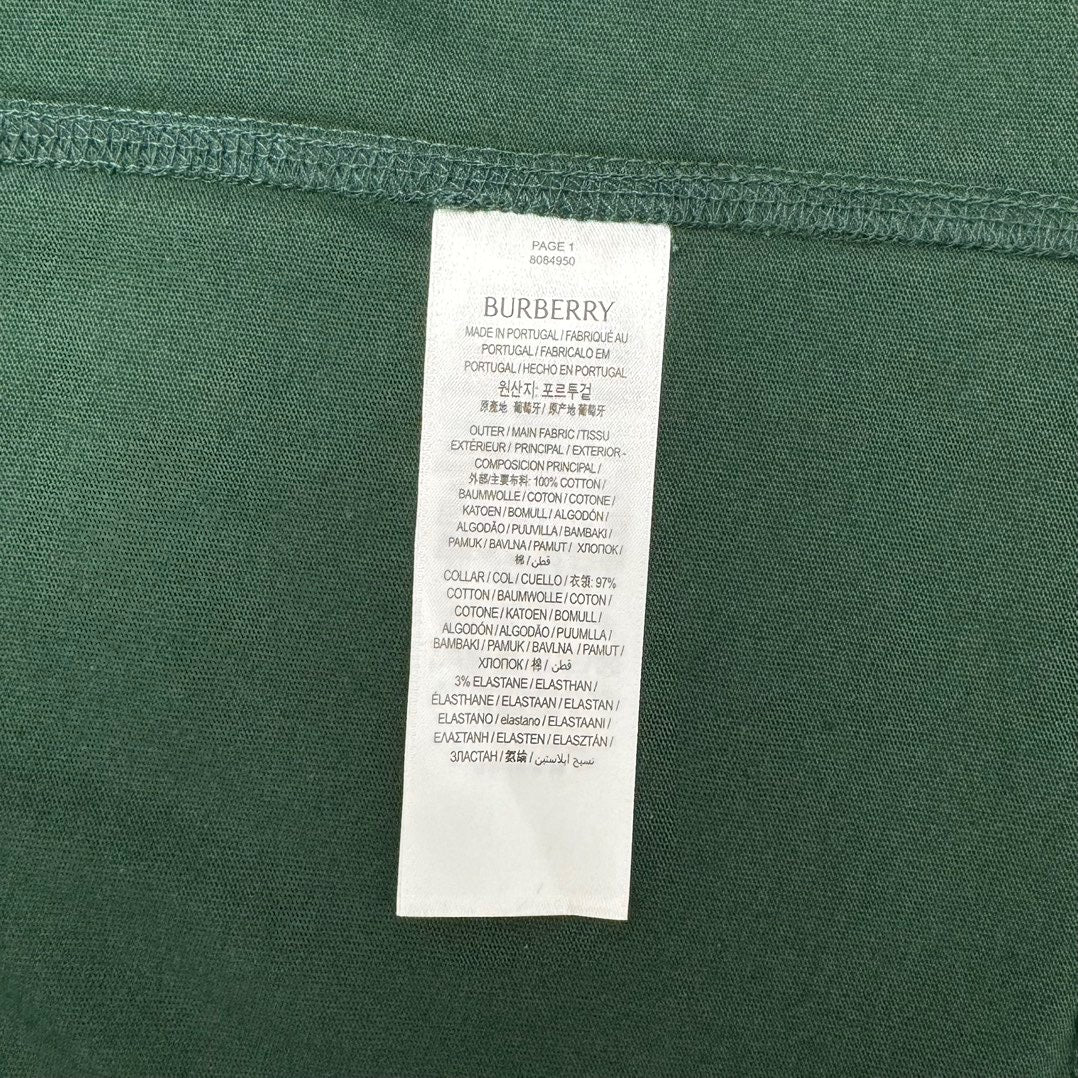 PAGE 1
8084950
BURBERRY
MADE IN PORTUGAL / FABRIQUÉ AU
PORTUGAL / FABRICALO EM
PORTUGAL / HECHO EN PORTUGAL
원산지: 포르투겉
原產地 葡萄牙 / 原产地 葡萄牙
OUTER / MAIN FABRIC / TISSU
EXTÉRIEUR / PRINCIPAL / EXTERIOR -
COMPOSICION PRINCIPAL /
外部/主要布料: 100% COTTON /
BAUMWOLLE / COTON / COTONE /
KATOEN / BOMULL / ALGODÓN /
ALGODÃO / PUUVILLA / BAMBAKI /
PAMUK / BAVLNA / PAMUT / ХЛОПОК /
棉 / قطن /
COLLAR / COL / CUELLO / 衣領: 97%
COTTON / BAUMWOLLE / COTON /
COTONE / KATOEN / BOMULL /
ALGODÓN / ALGODÃO / PUUMLLA /
BAMBAKI / PAMUK / BAVLNA / PAMUT /
ХЛОПОК / 棉 / قطن /
3% ELASTANE / ELASTHAN /
ÉLASTHANE / ELASTAAN / ELASTAN /
ELASTANO / elastano / ELASTAANI /
ΕΛΑΣΤΑΝΗ / ELASTEN / ELASZTÁN /
ЭЛАСТАН / 氨纶 / نسيج ايلاستين